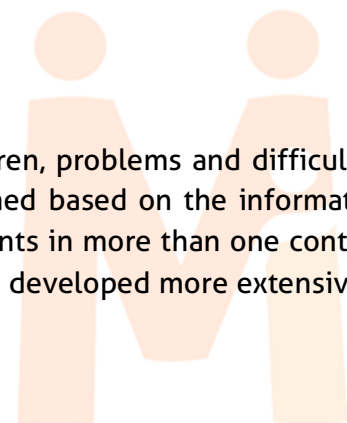 ren, problems and difficul
ned based on the informat
nts in more than one cont
developed more extensiv